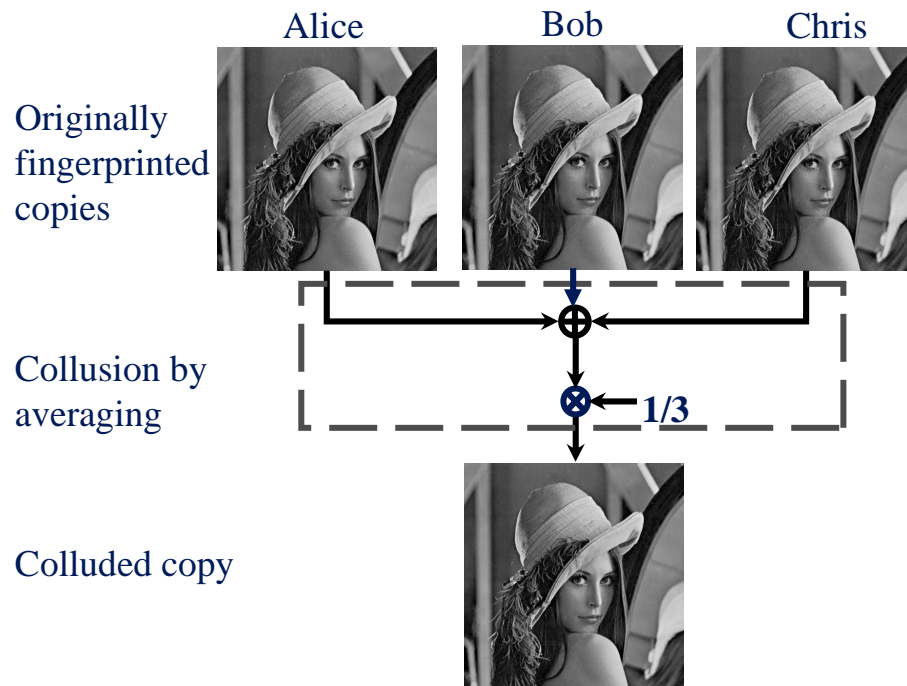 Alice
Bob
Chris
Originally
fingerprinted
copies
Collusion by
averaging
1/3
Colluded copy